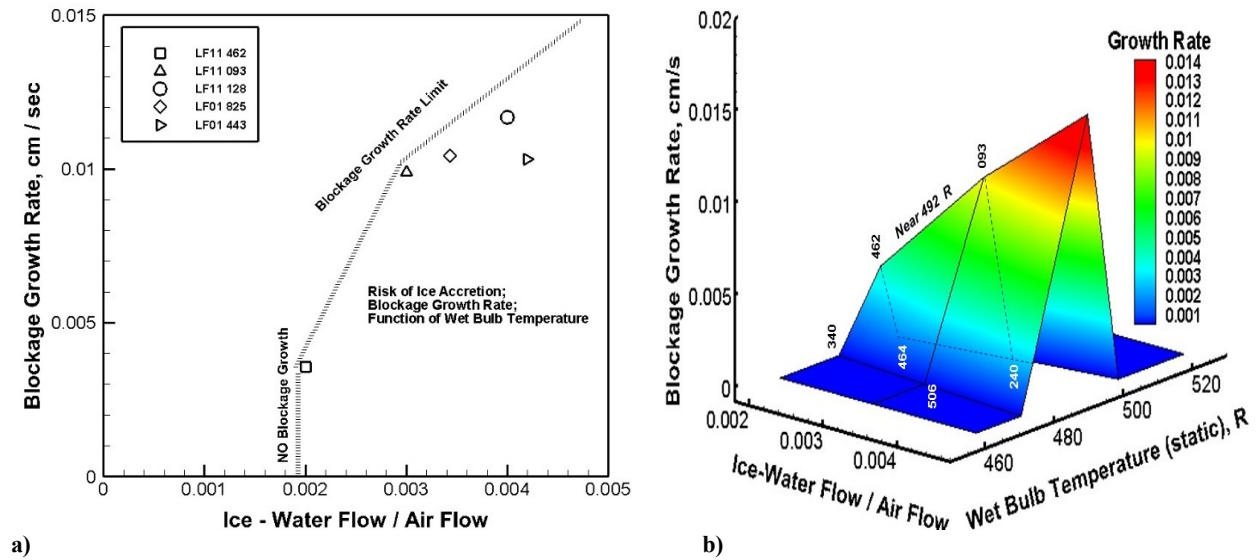 0.015
0.01
0.005
0
0
0.001
0.002
0.003
0.004
0.005
Blockage Growth Rate, cm / sec
Ice - Water Flow / Air Flow
LF11 462
LF11 093
LF11 128
LF01 825
LF01 443
Blockage Growth Rate Limit
NO Blockage Growth
Risk of Ice Accretion;
Blockage Growth Rate;
Function of Wet Bulb Temperature
a)
0.02
0.015
0.01
0.005
0
Blockage Growth Rate, cm/s
0.002
0.003
0.004
Ice-Water Flow / Air Flow
460
480
500
520
Wet Bulb Temperature (static), R
340
462
Near 492 R
093
464
506
240
Growth Rate
0.014
0.013
0.012
0.011
0.01
0.009
0.008
0.007
0.006
0.005
0.004
0.003
0.002
0.001
b)